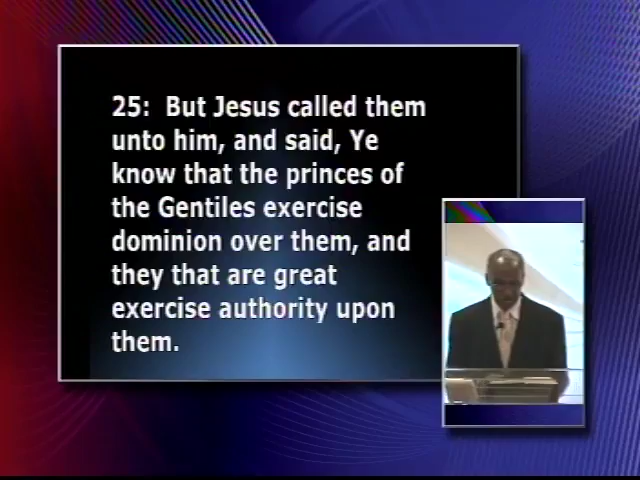 25: But Jesus called them
unto him, and said, Ye
know that the princes of
the Gentiles exercise
dominion over them, and
they that are great
exercise authority upon
them.